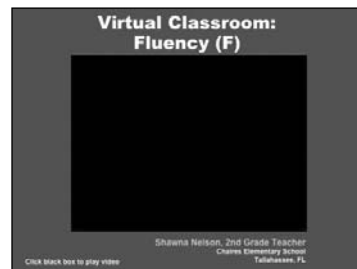 Virtual Classroom:
Fluency (F)
Shawna Nelson, 2nd Grade Teacher
Chaires Elementary School
Tallahassee, FL
Click black box to play video